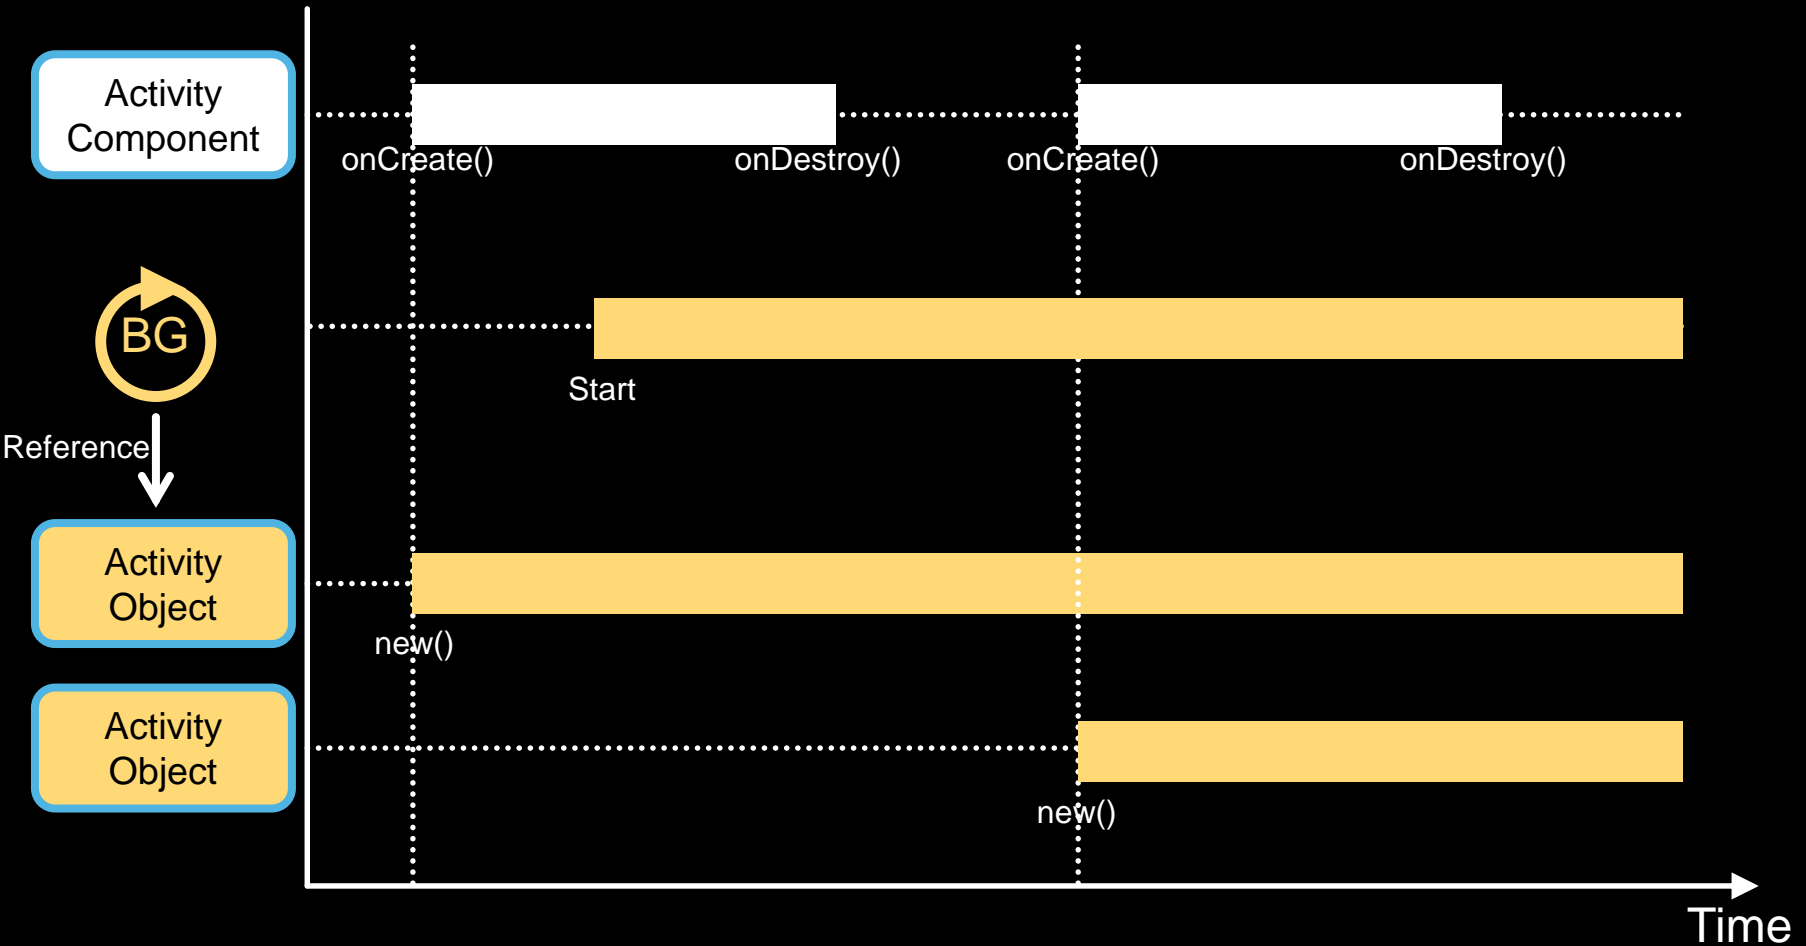 Activity
Component
onCreate()
onDestroy()
onCreate()
onDestroy()
BG
Start
Reference
Activity
Object
new()
Activity
Object
new()
Time